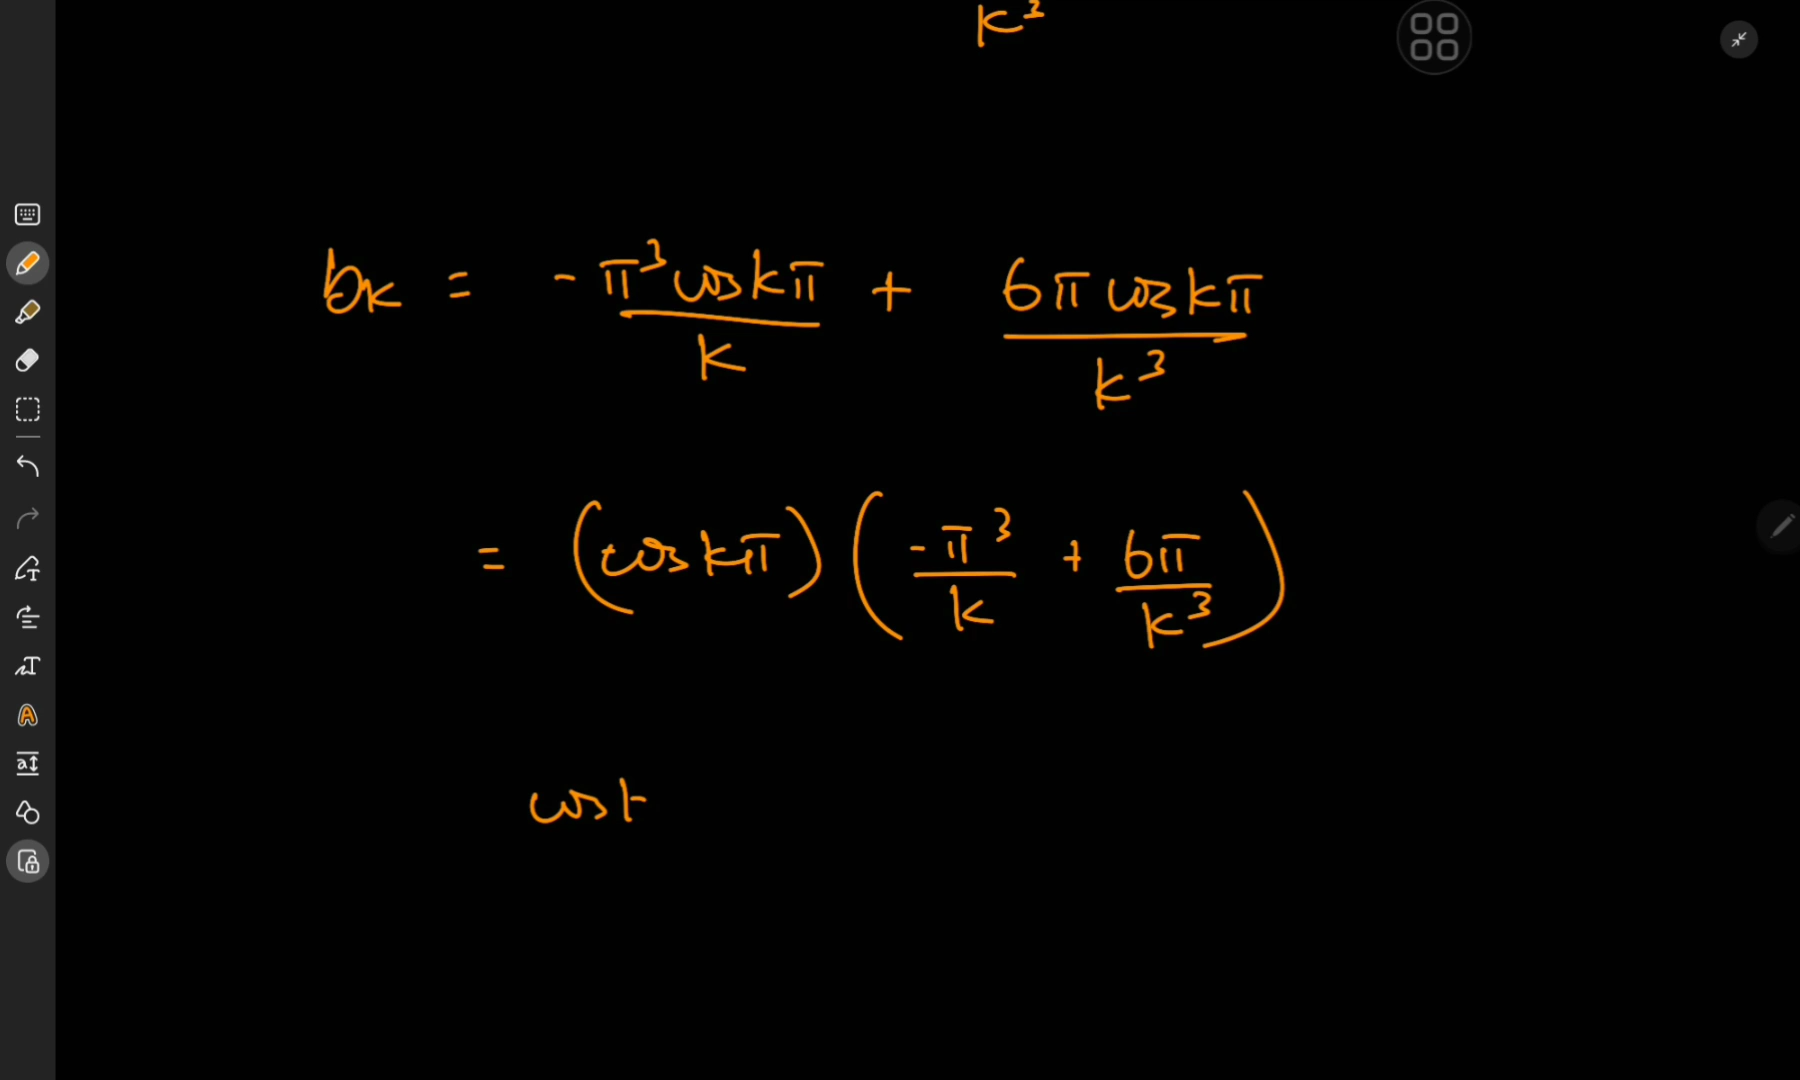 k³
bₖ = - π³ cos kπ / k + 6π cos kπ / k³
= (cos kπ) ( -π³ / k + 6π / k³ )
cos